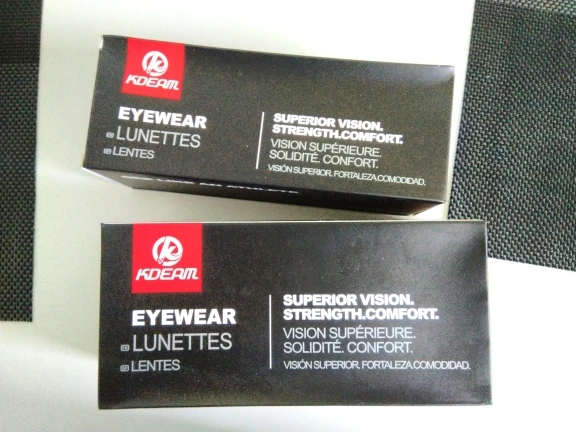 KDEAM
EYEWEAR
LUNETTES
LENTES
SUPERIOR VISION.
STRENGTH.COMFORT.
VISION SUPÉRIEURE.
SOLIDITÉ. CONFORT.
VISIÓN SUPERIOR. FORTALEZA.COMODIDAD.
KDEAM
EYEWEAR
LUNETTES
LENTES
SUPERIOR VISION.
STRENGTH.COMFORT.
VISION SUPÉRIEURE.
SOLIDITÉ. CONFORT.
VISIÓN SUPERIOR. FORTALEZA.COMODIDAD.